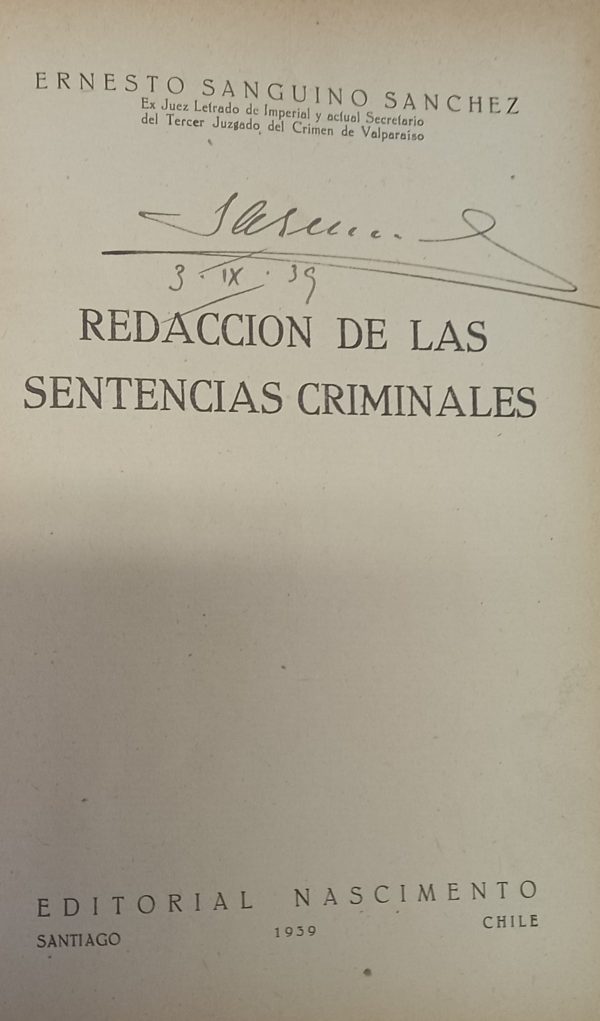 ERNESTO SANGUINO SANCHEZ
Ex Juez Letrado de Imperial y actual Secretario
del Tercer Juzgado del Crimen de Valparaíso
3 · IX · 39
REDACCION DE LAS
SENTENCIAS CRIMINALES
EDITORIAL NASCIMENTO
SANTIAGO 1939 CHILE